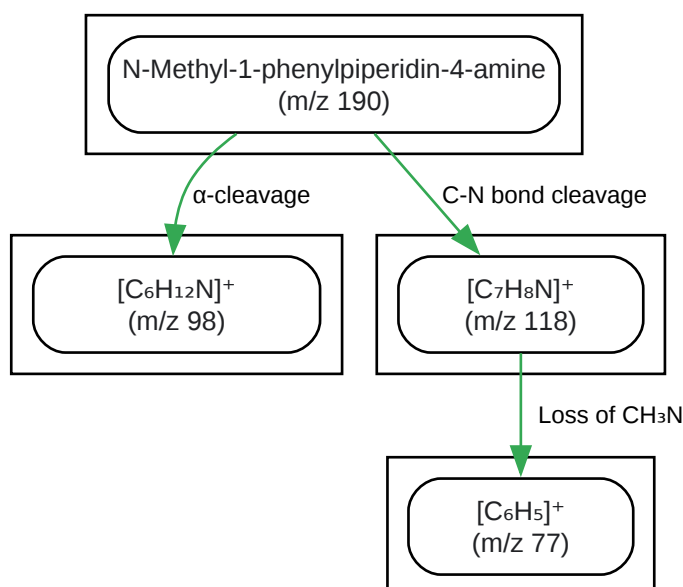 N-Methyl-1-phenylpiperidin-4-amine
(m/z 190)
α-cleavage
C-N bond cleavage
[C₆H₁₂N]⁺
(m/z 98)
[C₇H₈N]⁺
(m/z 118)
Loss of CH₃N
[C₆H₅]⁺
(m/z 77)